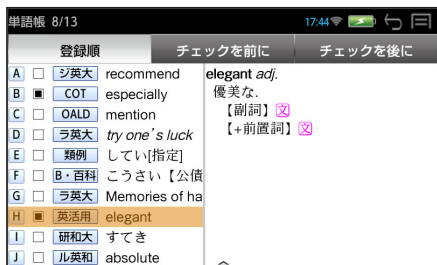 単語帳 8/13 17:44
登録順 チェックを前に チェックを後に
A ジ英大 recommend
B COT especially
C OALD mention
D ラ英大 try one's luck
E 類例 してい[指定]
F B・百科 こうさい【公債
G ラ英大 Memories of ha
H 英活用 elegant
I 研和大 すてき
J ル英和 absolute
elegant adj.
優美な.
【副詞】文
【+前置詞】文